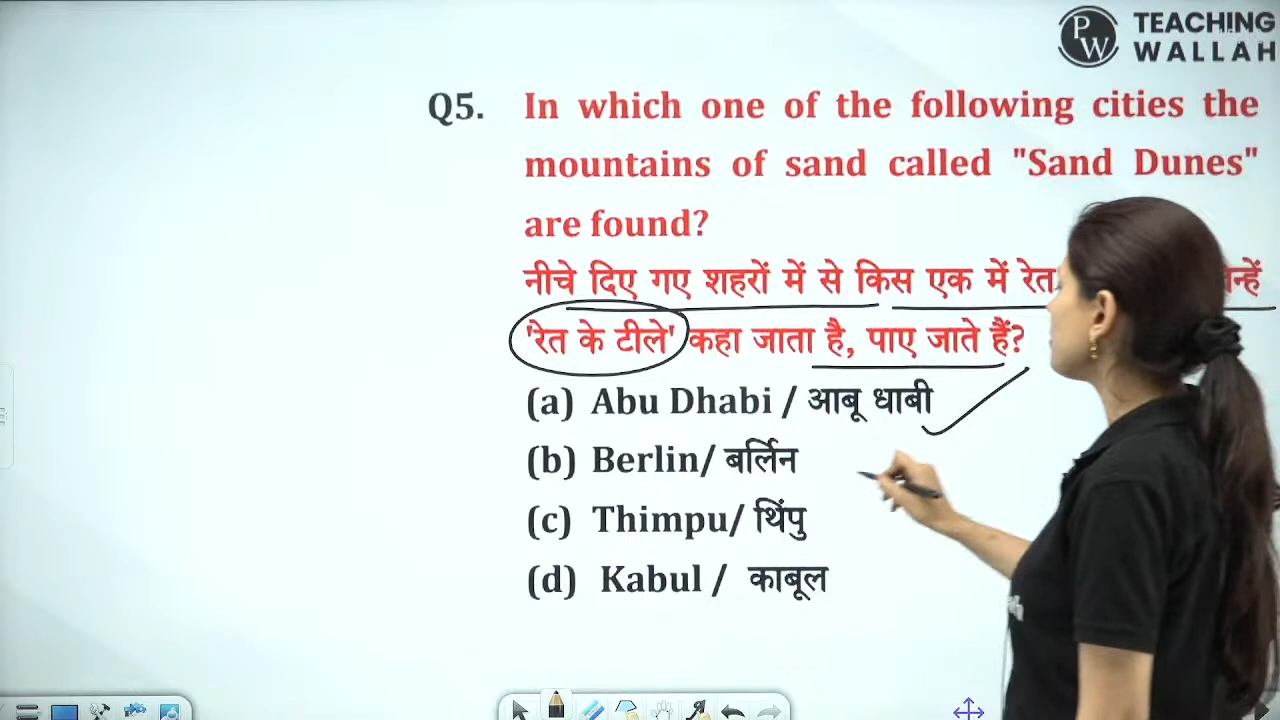 PW TEACHING
WALLAH
Q5. In which one of the following cities the
mountains of sand called "Sand Dunes"
are found?
नीचे दिए गए शहरों में से किस एक में रेत
'रेत के टीले' कहा जाता है, पाए जाते हैं?
(a) Abu Dhabi / आबू धाबी
(b) Berlin/ बर्लिन
(c) Thimpu/ थिंपु
(d) Kabul / काबूल